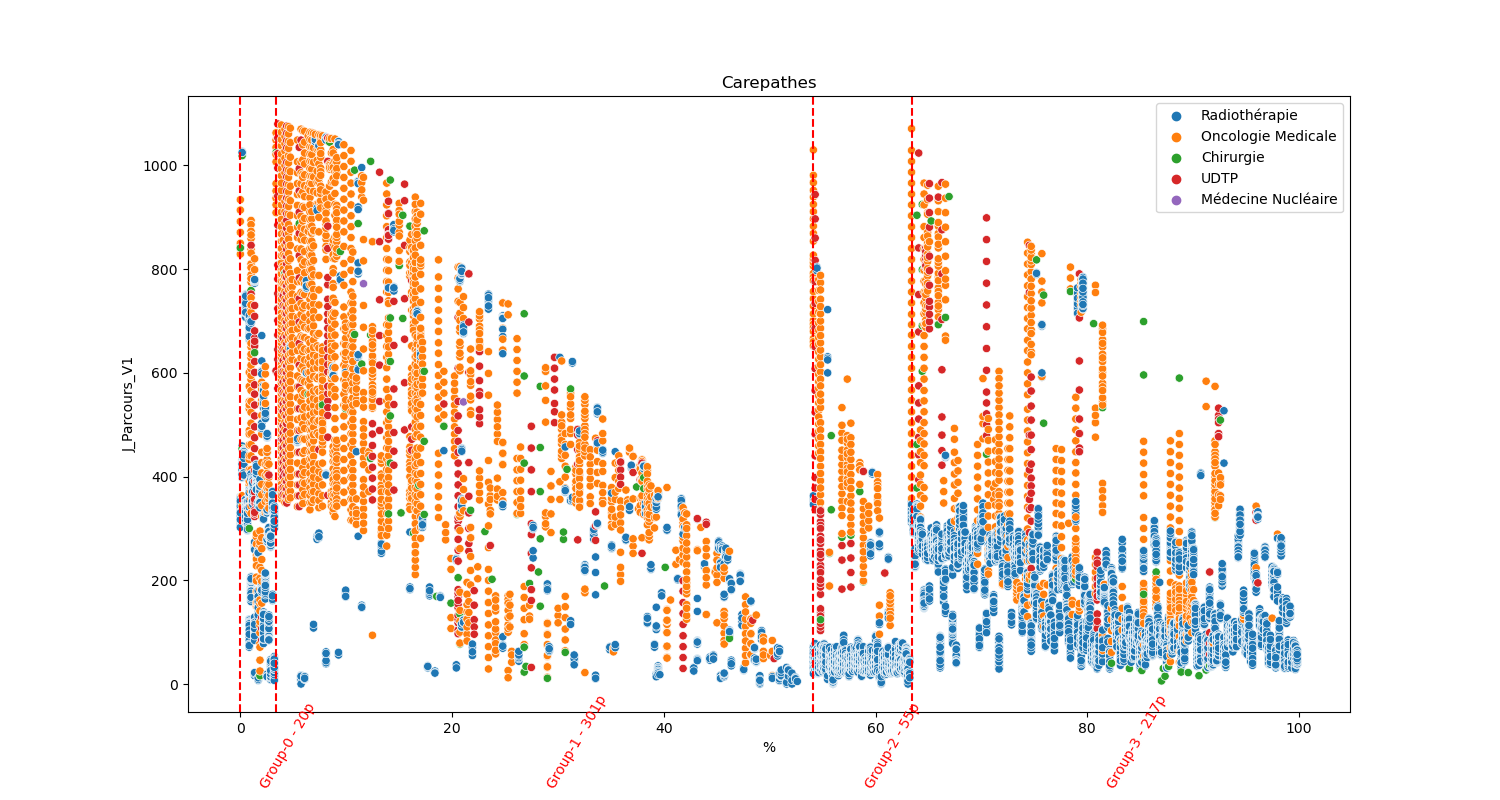 Carepathes
Radiothérapie
Oncologie Medicale
Chirurgie
UDTP
Médecine Nucléaire
J_Parcours_V1
1000
800
600
400
200
0
0 20 40 60 80 100
%
Group-0 - 20p
Group-1 - 301p
Group-2 - 55p
Group-3 - 217p